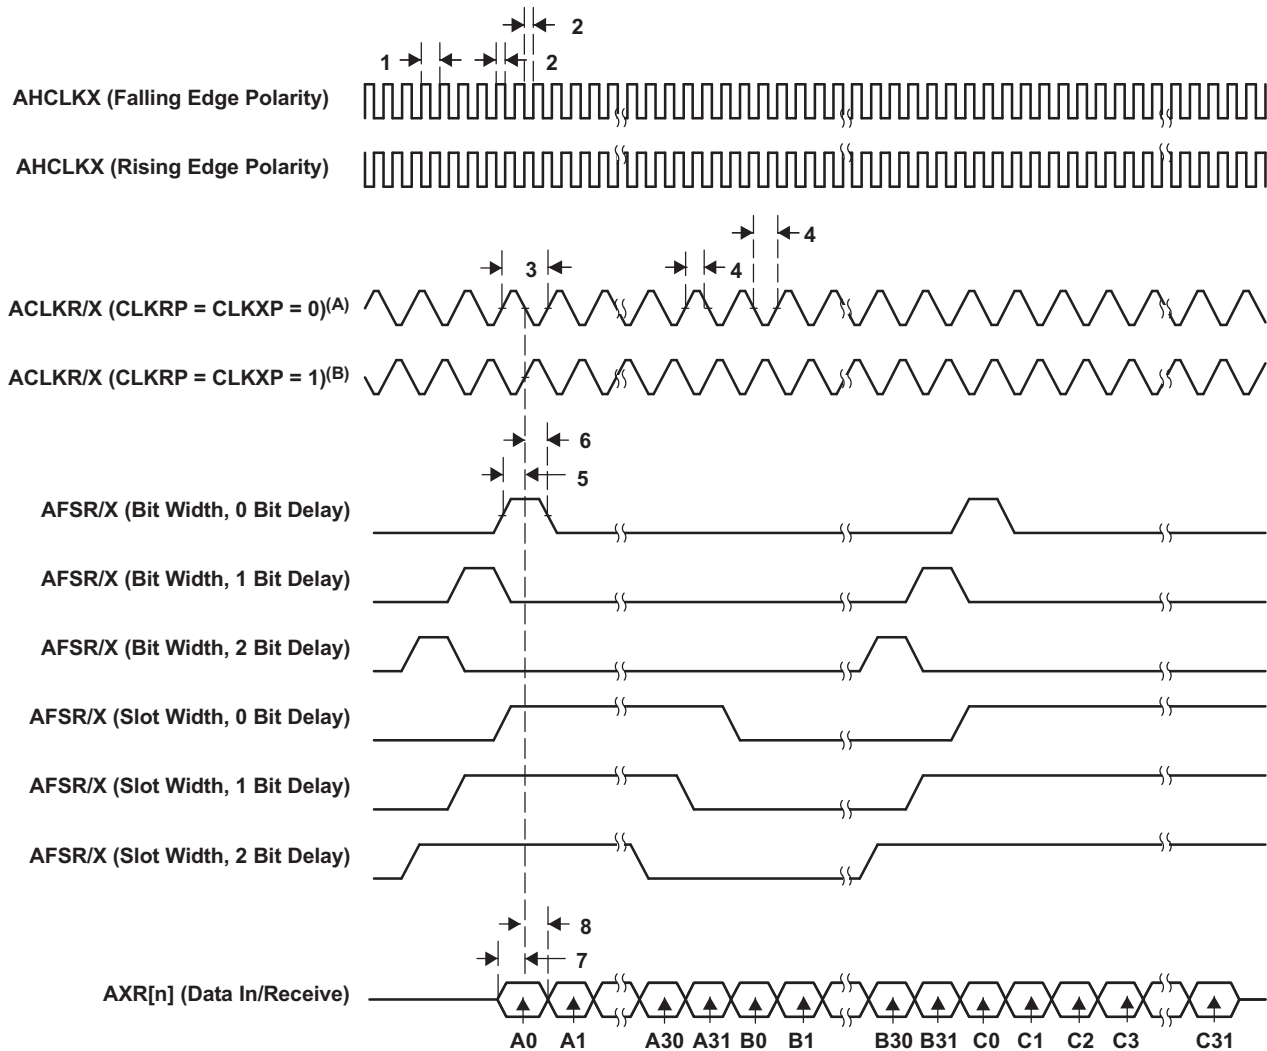 2
1
2
AHCLKX (Falling Edge Polarity)
AHCLKX (Rising Edge Polarity)
4
3
4
ACLKR/X (CLKRP = CLKXP = 0)(A)
ACLKR/X (CLKRP = CLKXP = 1)(B)
6
5
AFSR/X (Bit Width, 0 Bit Delay)
AFSR/X (Bit Width, 1 Bit Delay)
AFSR/X (Bit Width, 2 Bit Delay)
AFSR/X (Slot Width, 0 Bit Delay)
AFSR/X (Slot Width, 1 Bit Delay)
AFSR/X (Slot Width, 2 Bit Delay)
8
7
AXR[n] (Data In/Receive)
A0 A1 A30 A31 B0 B1 B30 B31 C0 C1 C2 C3 C31